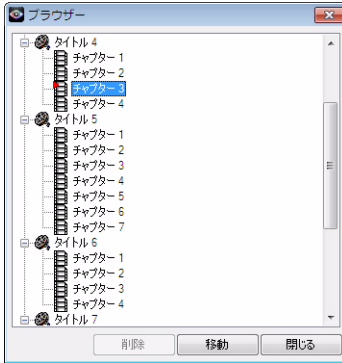 ブラウザー
タイトル 4
チャプター 1
チャプター 2
チャプター 3
チャプター 4
タイトル 5
チャプター 1
チャプター 2
チャプター 3
チャプター 4
チャプター 5
チャプター 6
チャプター 7
タイトル 6
チャプター 1
チャプター 2
チャプター 3
チャプター 4
タイトル 7
削除 移動 閉じる